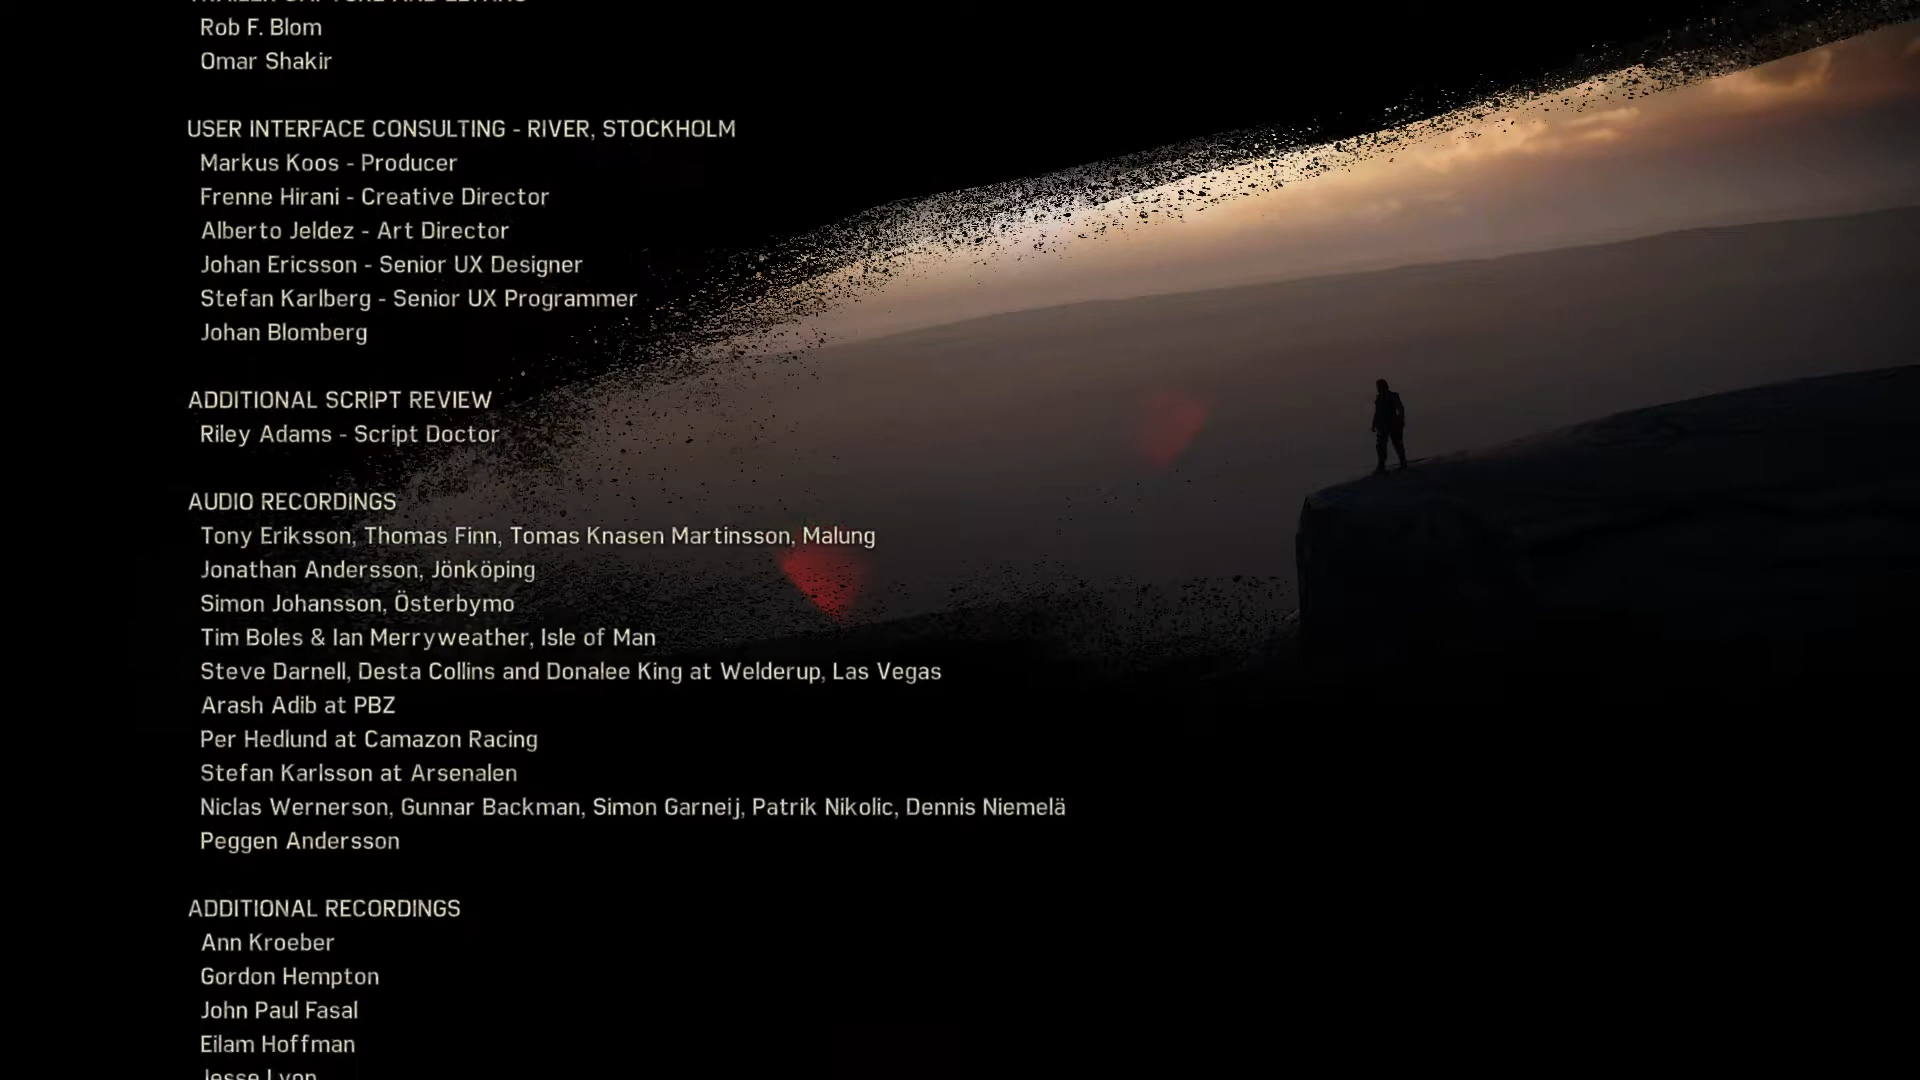 Rob F. Blom
Omar Shakir
USER INTERFACE CONSULTING - RIVER, STOCKHOLM
Markus Koos - Producer
Frenne Hirani - Creative Director
Alberto Jeldez - Art Director
Johan Ericsson - Senior UX Designer
Stefan Karlberg - Senior UX Programmer
Johan Blomberg
ADDITIONAL SCRIPT REVIEW
Riley Adams - Script Doctor
AUDIO RECORDINGS
Tony Eriksson, Thomas Finn, Tomas Knasen Martinsson, Malung
Jonathan Andersson, Jönköping
Simon Johansson, Österbymo
Tim Boles & Ian Merryweather, Isle of Man
Steve Darnell, Desta Collins and Donalee King at Welderup, Las Vegas
Arash Adib at PBZ
Per Hedlund at Camazon Racing
Stefan Karlsson at Arsenalen
Niclas Wernerson, Gunnar Backman, Simon Garneij, Patrik Nikolic, Dennis Niemelä
Peggen Andersson
ADDITIONAL RECORDINGS
Ann Kroeber
Gordon Hempton
John Paul Fasal
Eilam Hoffman